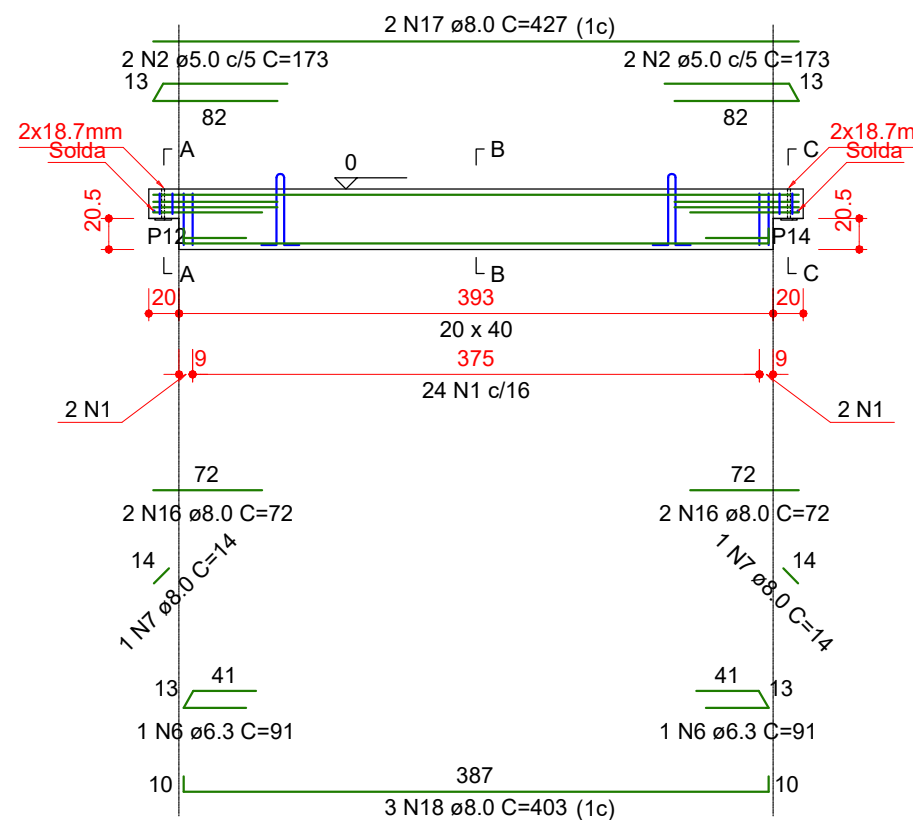 2 N17 ø8.0 C=427 (1c)
2 N2 ø5.0 c/5 C=173
2 N2 ø5.0 c/5 C=173
13
13
82
82
2x18.7mm
A
B
C
2x18.7m
Solda
0
Solda
20.5
P12
P14
20.5
A
B
C
20
393
20
20 x 40
9
375
9
24 N1 c/16
2 N1
2 N1
72
72
2 N16 ø8.0 C=72
2 N16 ø8.0 C=72
14
1 N7 ø8.0 C=14
1 N7 ø8.0 C=14
14
13
41
41
13
1 N6 ø6.3 C=91
1 N6 ø6.3 C=91
10
387
10
3 N18 ø8.0 C=403 (1c)